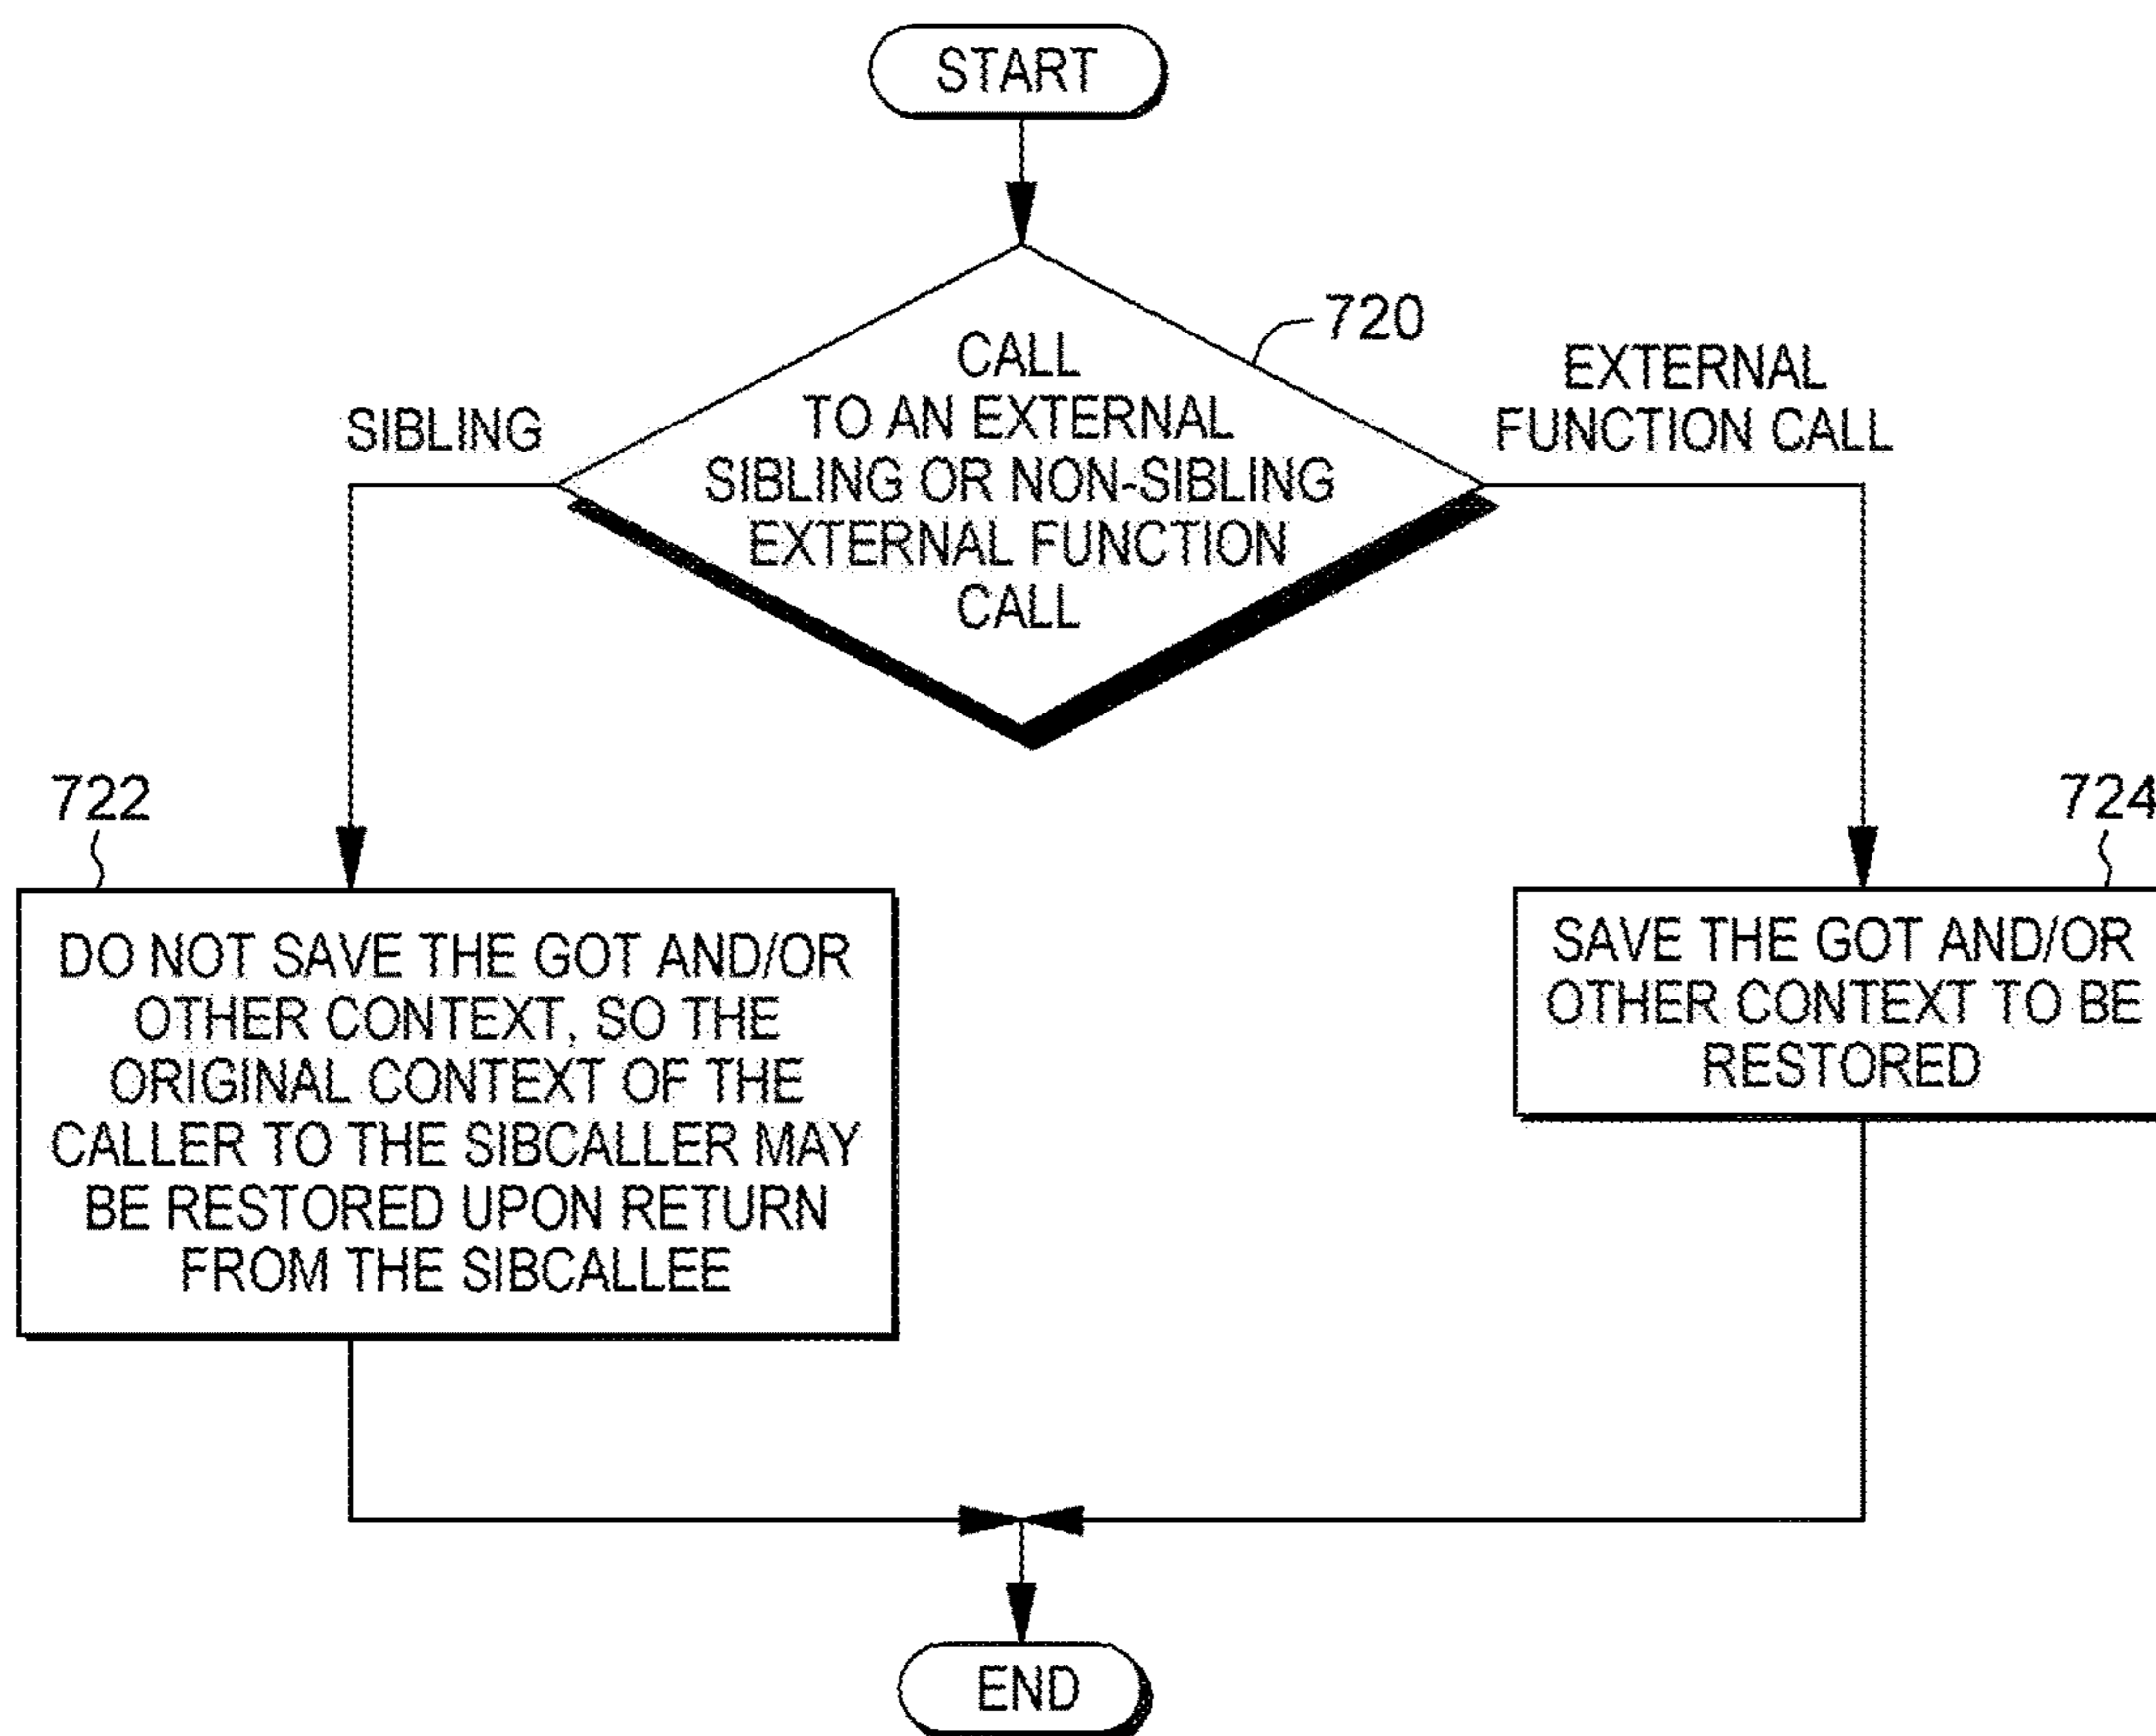 START
720
CALL
TO AN EXTERNAL
SIBLING OR NON-SIBLING
EXTERNAL FUNCTION
CALL
SIBLING
EXTERNAL
FUNCTION CALL
722
DO NOT SAVE THE GOT AND/OR
OTHER CONTEXT, SO THE
ORIGINAL CONTEXT OF THE
CALLER TO THE SIBCALLER MAY
BE RESTORED UPON RETURN
FROM THE SIBCALLEE
724
SAVE THE GOT AND/OR
OTHER CONTEXT TO BE
RESTORED
END